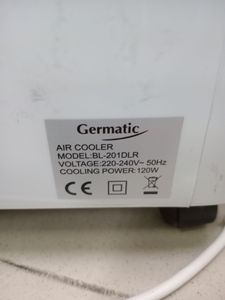 Germatic
AIR COOLER
MODEL:BL-201DLR
VOLTAGE:220-240V~ 50Hz
COOLING POWER:120W
CE